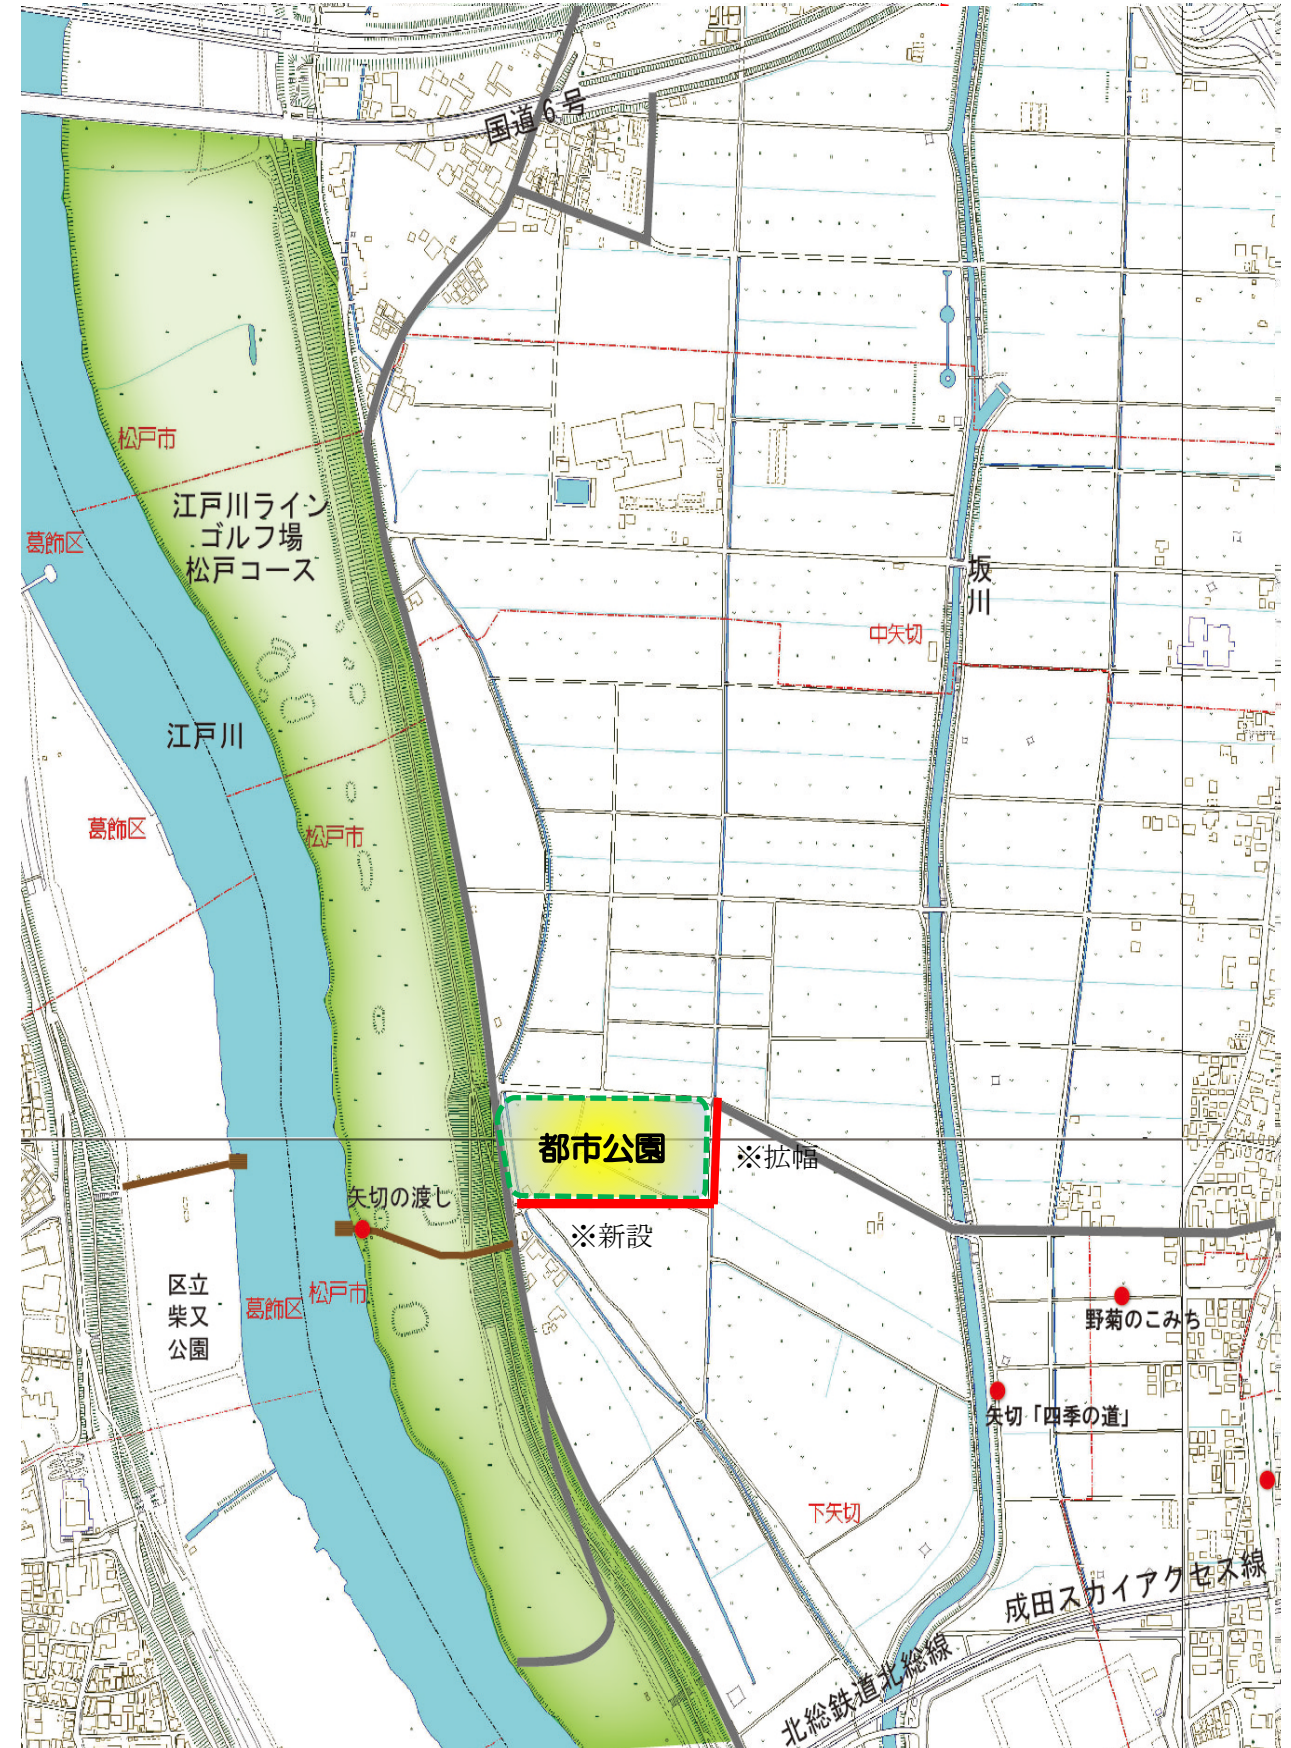 国道6号
松戸市
江戸川ライン
ゴルフ場
松戸コース
葛飾区
坂川
中矢切
江戸川
葛飾区
松戸市
都市公園
※拡幅
矢切の渡し
※新設
区立
柴又
公園
葛飾区
松戸市
野菊のこみち
矢切「四季の道」
下矢切
成田スカイアクセス線
北総鉄道北総線